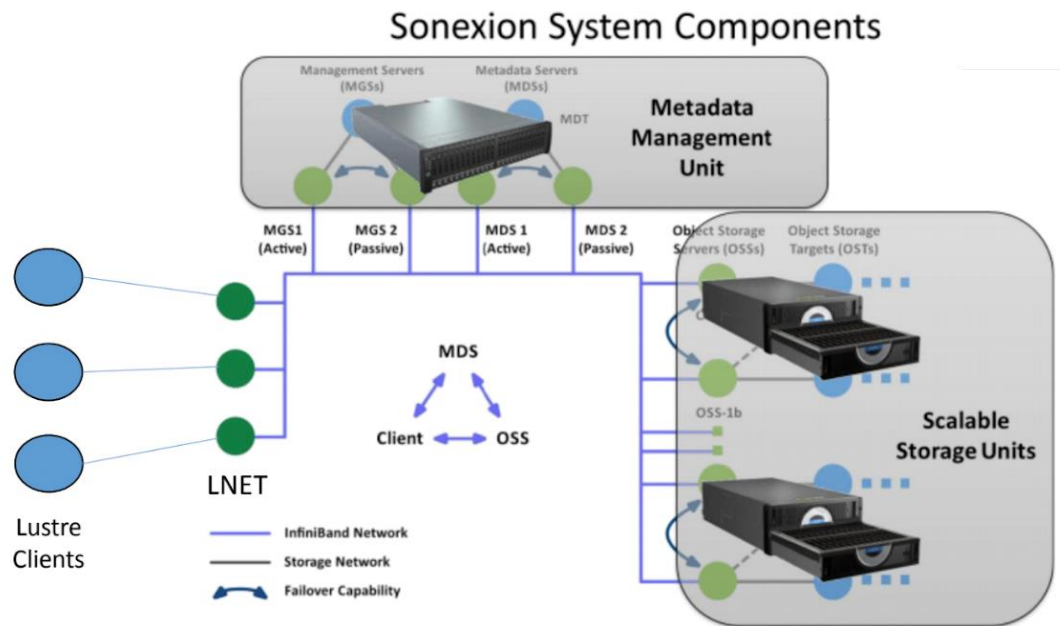 Sonexion System Components
Management Servers
(MGSs)
Metadata Servers
(MDSs)
MDT
Metadata
Management
Unit
MGS1
(Active)
MGS 2
(Passive)
MDS 1
(Active)
MDS 2
(Passive)
Object Storage
Servers (OSSs)
Object Storage
Targets (OSTs)
MDS
Client
OSS
OSS-1b
Scalable
Storage Units
LNET
Lustre
Clients
InfiniBand Network
Storage Network
Failover Capability